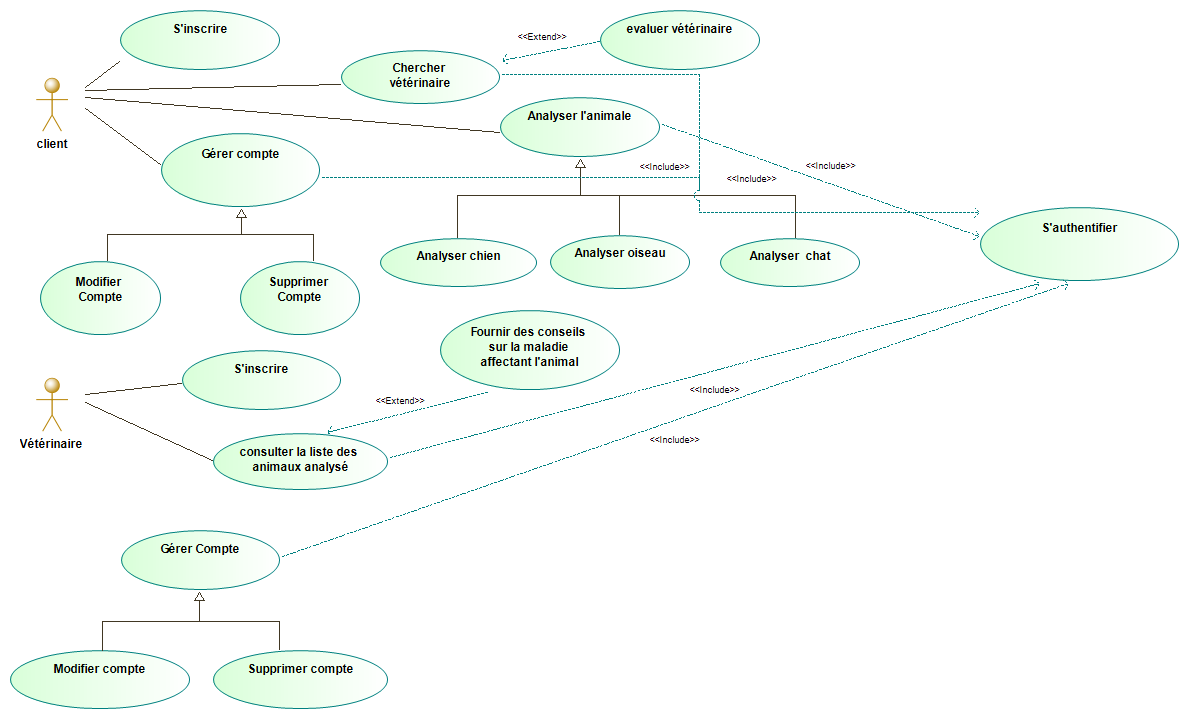 S'inscrire
evaluer vétérinaire
<<Extend>>
Chercher
vétérinaire
client
Analyser l'animale
Gérer compte
<<Include>>
<<Include>>
<<Include>>
S'authentifier
Analyser chien
Analyser oiseau
Analyser chat
Modifier
Compte
Supprimer
Compte
Fournir des conseils
sur la maladie
affectant l'animal
S'inscrire
<<Include>>
<<Extend>>
Vétérinaire
<<Include>>
consulter la liste des
animaux analysé
Gérer Compte
Modifier compte
Supprimer compte